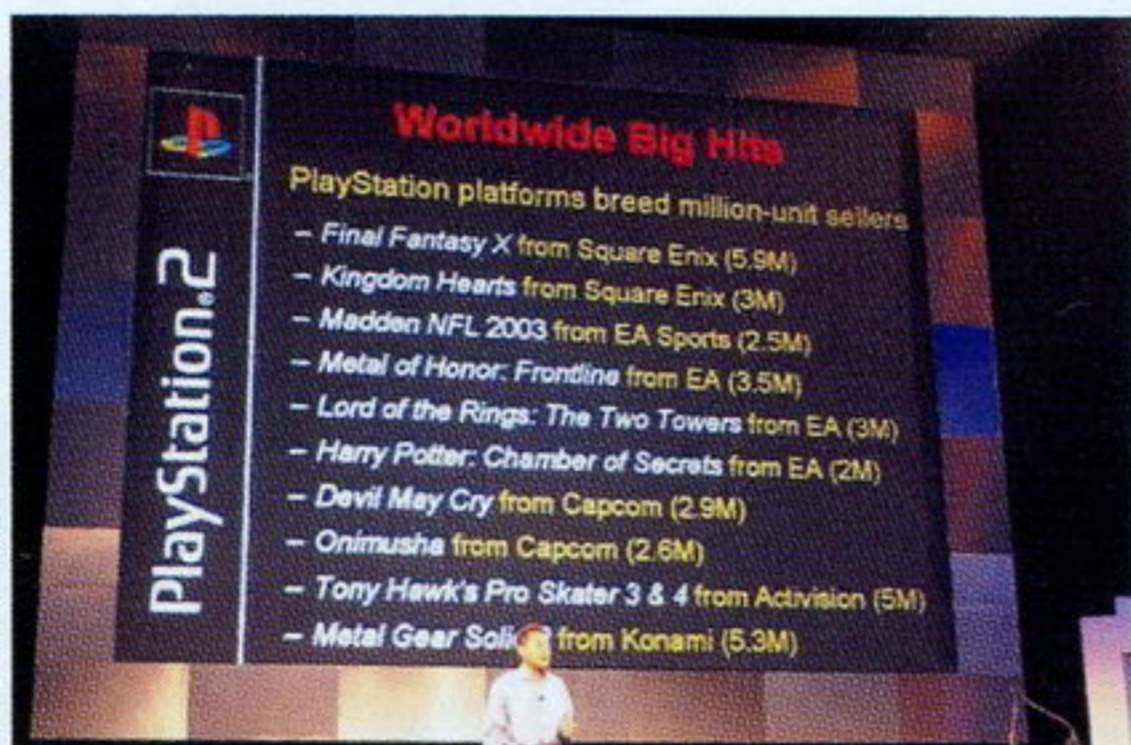 Worldwide Big Hits
PlayStation platforms breed million-unit sellers
– Final Fantasy X from Square Enix (5.9M)
– Kingdom Hearts from Square Enix (3M)
– Madden NFL 2003 from EA Sports (2.5M)
– Metal of Honor: Frontline from EA (3.5M)
– Lord of the Rings: The Two Towers from EA (3M)
– Harry Potter: Chamber of Secrets from EA (2M)
– Devil May Cry from Capcom (2.9M)
– Onimusha from Capcom (2.6M)
– Tony Hawk's Pro Skater 3 & 4 from Activision (5M)
– Metal Gear from Konami (5.3M)
PlayStation.2